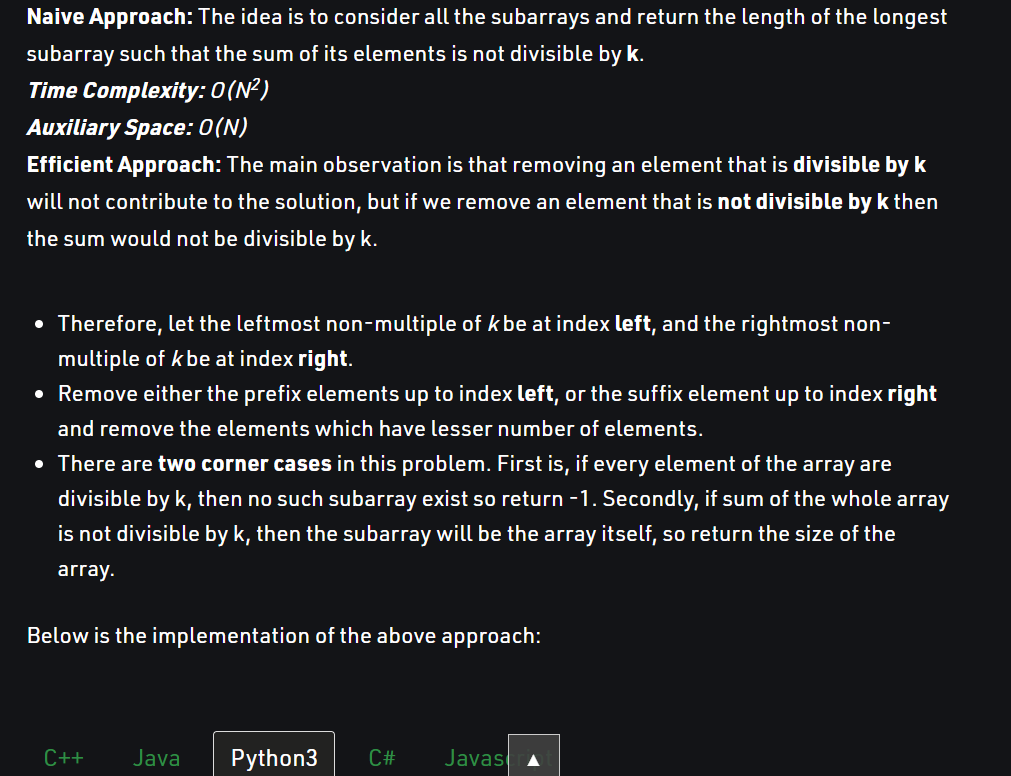 Naive Approach: The idea is to consider all the subarrays and return the length of the longest
subarray such that the sum of its elements is not divisible by k.
Time Complexity: O(N²)
Auxiliary Space: O(N)
Efficient Approach: The main observation is that removing an element that is divisible by k
will not contribute to the solution, but if we remove an element that is not divisible by k then
the sum would not be divisible by k.
• Therefore, let the leftmost non-multiple of k be at index left, and the rightmost non-
multiple of k be at index right.
• Remove either the prefix elements up to index left, or the suffix element up to index right
and remove the elements which have lesser number of elements.
• There are two corner cases in this problem. First is, if every element of the array are
divisible by k, then no such subarray exist so return -1. Secondly, if sum of the whole array
is not divisible by k, then the subarray will be the array itself, so return the size of the
array.
Below is the implementation of the above approach:
C++ Java Python3 C#